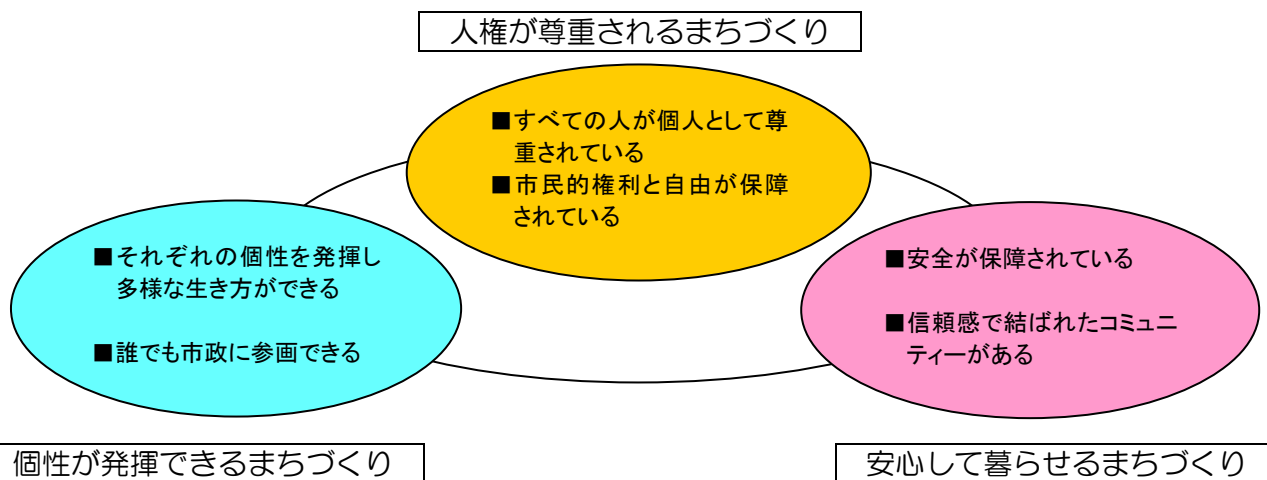 人権が尊重されるまちづくり
■すべての人が個人として尊
重されている
■市民的権利と自由が保障
されている
■それぞれの個性を発揮し
多様な生き方ができる
■誰でも市政に参画できる
■安全が保障されている
■信頼感で結ばれたコミュニ
ティーがある
個性が発揮できるまちづくり
安心して暮らせるまちづくり